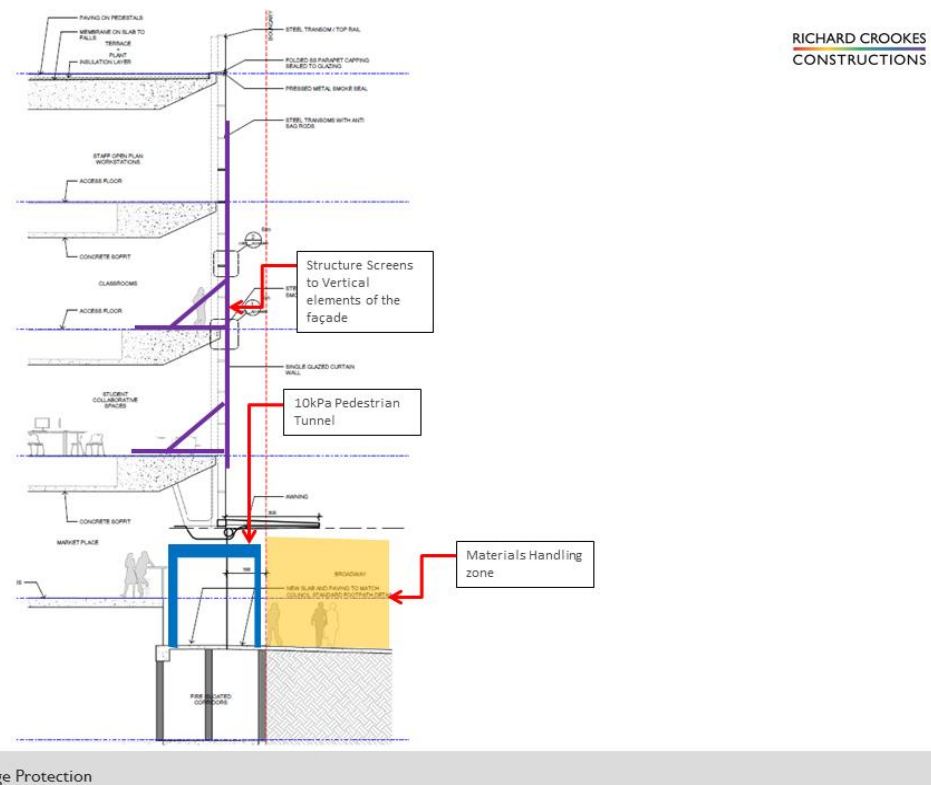 RICHARD CROOKES
CONSTRUCTIONS
PAVING ON PEDESTALS
MEMBRANE ON SLAB TO
FALLS
TERRACE
+
PLANT
INSULATION LAYER
BOUNDARY
STEEL TRANSOM / TOP RAIL
FOLDED SS PARAPET CAPPING
SEALED TO GLAZING
PRESSED METAL SMOKE SEAL
STEEL TRANSOMS WITH ANTI
SAG RODS
STAFF OPEN PLAN
WORKSTATIONS
ACCESS FLOOR
CONCRETE SOFFIT
CLASSROOMS
ACCESS FLOOR
Structure Screens
to Vertical
elements of the
façade
SINGLE GLAZED CURTAIN
WALL
STUDENT
COLLABORATIVE
SPACES
10kPa Pedestrian
Tunnel
AWNING
CONCRETE SOFFIT
MARKET PLACE
Materials Handling
zone
BROADWAY
NEW SLAB AND PAVING TO MATCH
COUNCIL STANDARD FOOTPATH DETAIL
CORRIDORS
ge Protection